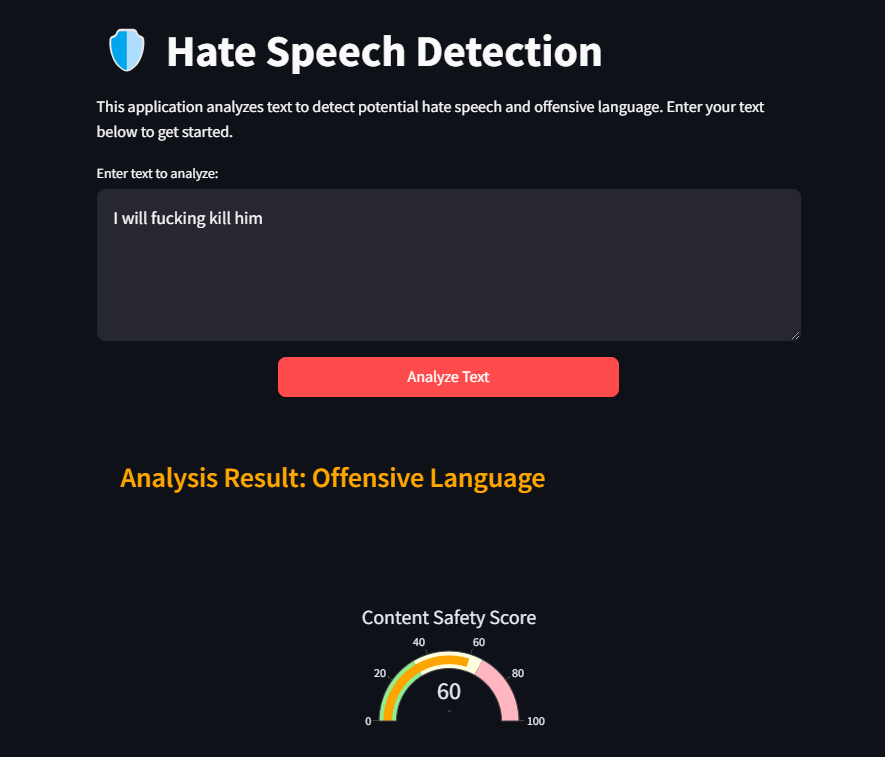 Hate Speech Detection
This application analyzes text to detect potential hate speech and offensive language. Enter your text
below to get started.
Enter text to analyze:
I will fucking kill him
Analyze Text
Analysis Result: Offensive Language
Content Safety Score
40 60
20 80
60
-
0 100